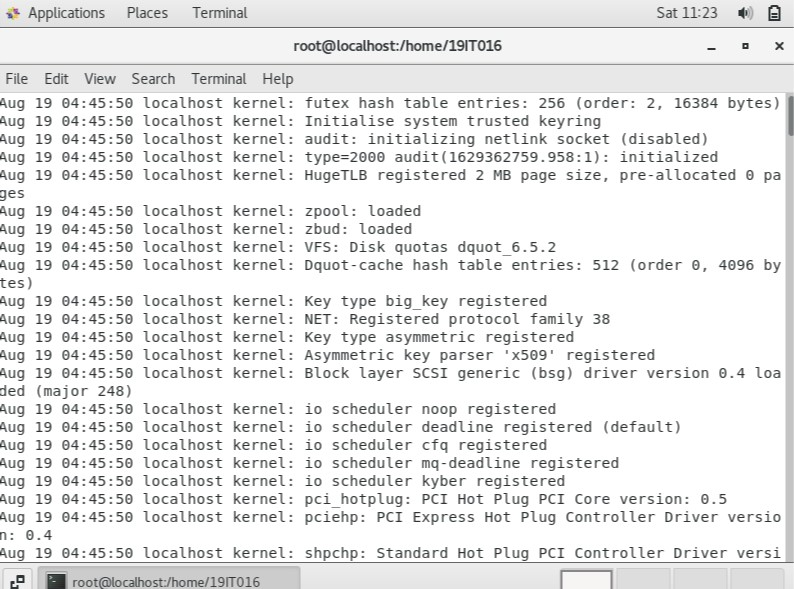 Applications Places Terminal Sat 11:23
root@localhost:/home/19IT016
File Edit View Search Terminal Help
Aug 19 04:45:50 localhost kernel: futex hash table entries: 256 (order: 2, 16384 bytes)
Aug 19 04:45:50 localhost kernel: Initialise system trusted keyring
Aug 19 04:45:50 localhost kernel: audit: initializing netlink socket (disabled)
Aug 19 04:45:50 localhost kernel: type=2000 audit(1629362759.958:1): initialized
Aug 19 04:45:50 localhost kernel: HugeTLB registered 2 MB page size, pre-allocated 0 pa
ges
Aug 19 04:45:50 localhost kernel: zpool: loaded
Aug 19 04:45:50 localhost kernel: zbud: loaded
Aug 19 04:45:50 localhost kernel: VFS: Disk quotas dquot_6.5.2
Aug 19 04:45:50 localhost kernel: Dquot-cache hash table entries: 512 (order 0, 4096 by
tes)
Aug 19 04:45:50 localhost kernel: Key type big_key registered
Aug 19 04:45:50 localhost kernel: NET: Registered protocol family 38
Aug 19 04:45:50 localhost kernel: Key type asymmetric registered
Aug 19 04:45:50 localhost kernel: Asymmetric key parser 'x509' registered
Aug 19 04:45:50 localhost kernel: Block layer SCSI generic (bsg) driver version 0.4 loa
ded (major 248)
Aug 19 04:45:50 localhost kernel: io scheduler noop registered
Aug 19 04:45:50 localhost kernel: io scheduler deadline registered (default)
Aug 19 04:45:50 localhost kernel: io scheduler cfq registered
Aug 19 04:45:50 localhost kernel: io scheduler mq-deadline registered
Aug 19 04:45:50 localhost kernel: io scheduler kyber registered
Aug 19 04:45:50 localhost kernel: pci_hotplug: PCI Hot Plug PCI Core version: 0.5
Aug 19 04:45:50 localhost kernel: pciehp: PCI Express Hot Plug Controller Driver versio
n: 0.4
Aug 19 04:45:50 localhost kernel: shpchp: Standard Hot Plug PCI Controller Driver versi
root@localhost:/home/19IT016